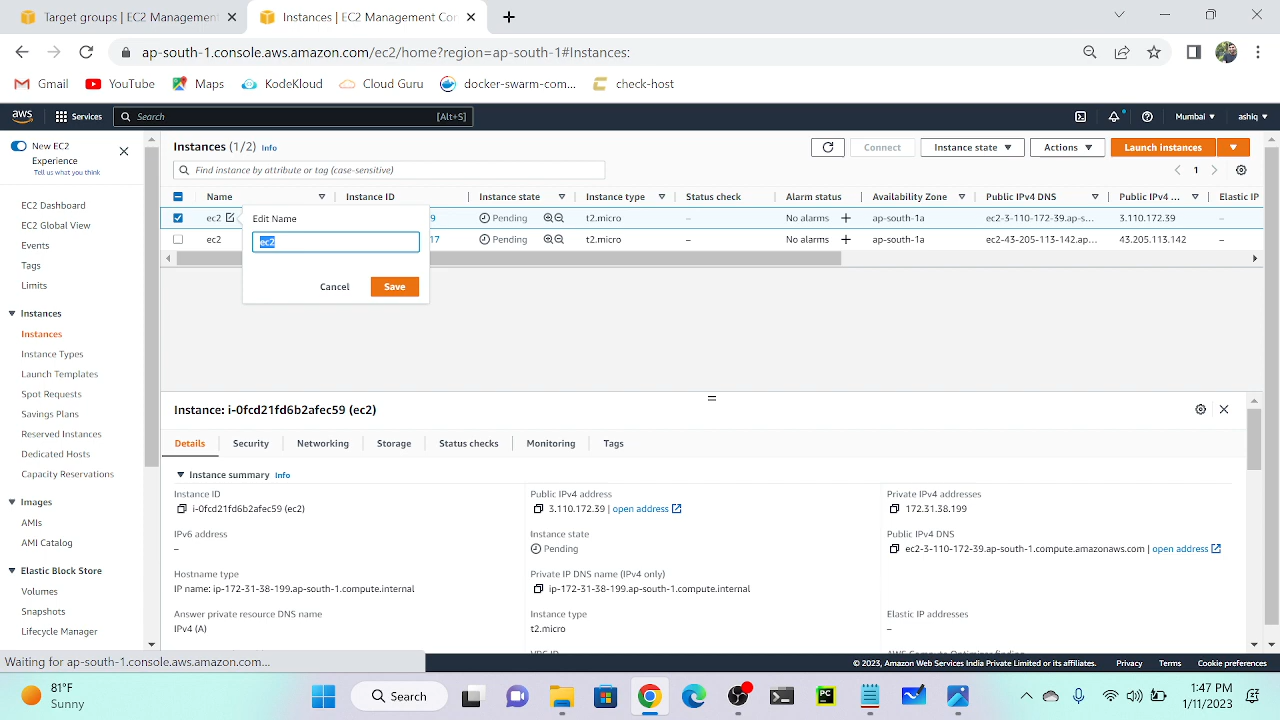 Target groups | EC2 Management
Instances | EC2 Management Con
ap-south-1.console.aws.amazon.com/ec2/home?region=ap-south-1#Instances:
Gmail
YouTube
Maps
KodeKloud
Cloud Guru
docker-swarm-com...
check-host
aws
Services
Search
[Alt+S]
Mumbai
ashiq
New EC2
Experience
Tell us what you think
EC2 Dashboard
EC2 Global View
Events
Tags
Limits
Instances
Instances
Instance Types
Launch Templates
Spot Requests
Savings Plans
Reserved Instances
Dedicated Hosts
Capacity Reservations
Images
AMIs
AMI Catalog
Elastic Block Store
Volumes
Snapshots
Lifecycle Manager
Instances (1/2) Info
Connect
Instance state
Actions
Launch instances
Find instance by attribute or tag (case-sensitive)
1
Name
Instance ID
Instance state
Instance type
Status check
Alarm status
Availability Zone
Public IPv4 DNS
Public IPv4 ...
Elastic IP
ec2
9
Pending
t2.micro
–
No alarms
ap-south-1a
ec2-3-110-172-39.ap-s...
3.110.172.39
–
ec2
17
Pending
t2.micro
–
No alarms
ap-south-1a
ec2-43-205-113-142.ap...
43.205.113.142
–
Edit Name
ec2
Cancel
Save
Instance: i-0fcd21fd6b2afec59 (ec2)
Details
Security
Networking
Storage
Status checks
Monitoring
Tags
Instance summary Info
Instance ID
i-0fcd21fd6b2afec59 (ec2)
Public IPv4 address
3.110.172.39 | open address
Private IPv4 addresses
172.31.38.199
IPv6 address
–
Instance state
Pending
Public IPv4 DNS
ec2-3-110-172-39.ap-south-1.compute.amazonaws.com | open address
Hostname type
IP name: ip-172-31-38-199.ap-south-1.compute.internal
Private IP DNS name (IPv4 only)
ip-172-31-38-199.ap-south-1.compute.internal
Answer private resource DNS name
IPv4 (A)
Instance type
t2.micro
Elastic IP addresses
–
Waiting for ap-south-1.console.aws.amazon.com...
© 2023, Amazon Web Services India Private Limited or its affiliates.
Privacy
Terms
Cookie preferences
81°F
Sunny
Search
1:47 PM
1/11/2023